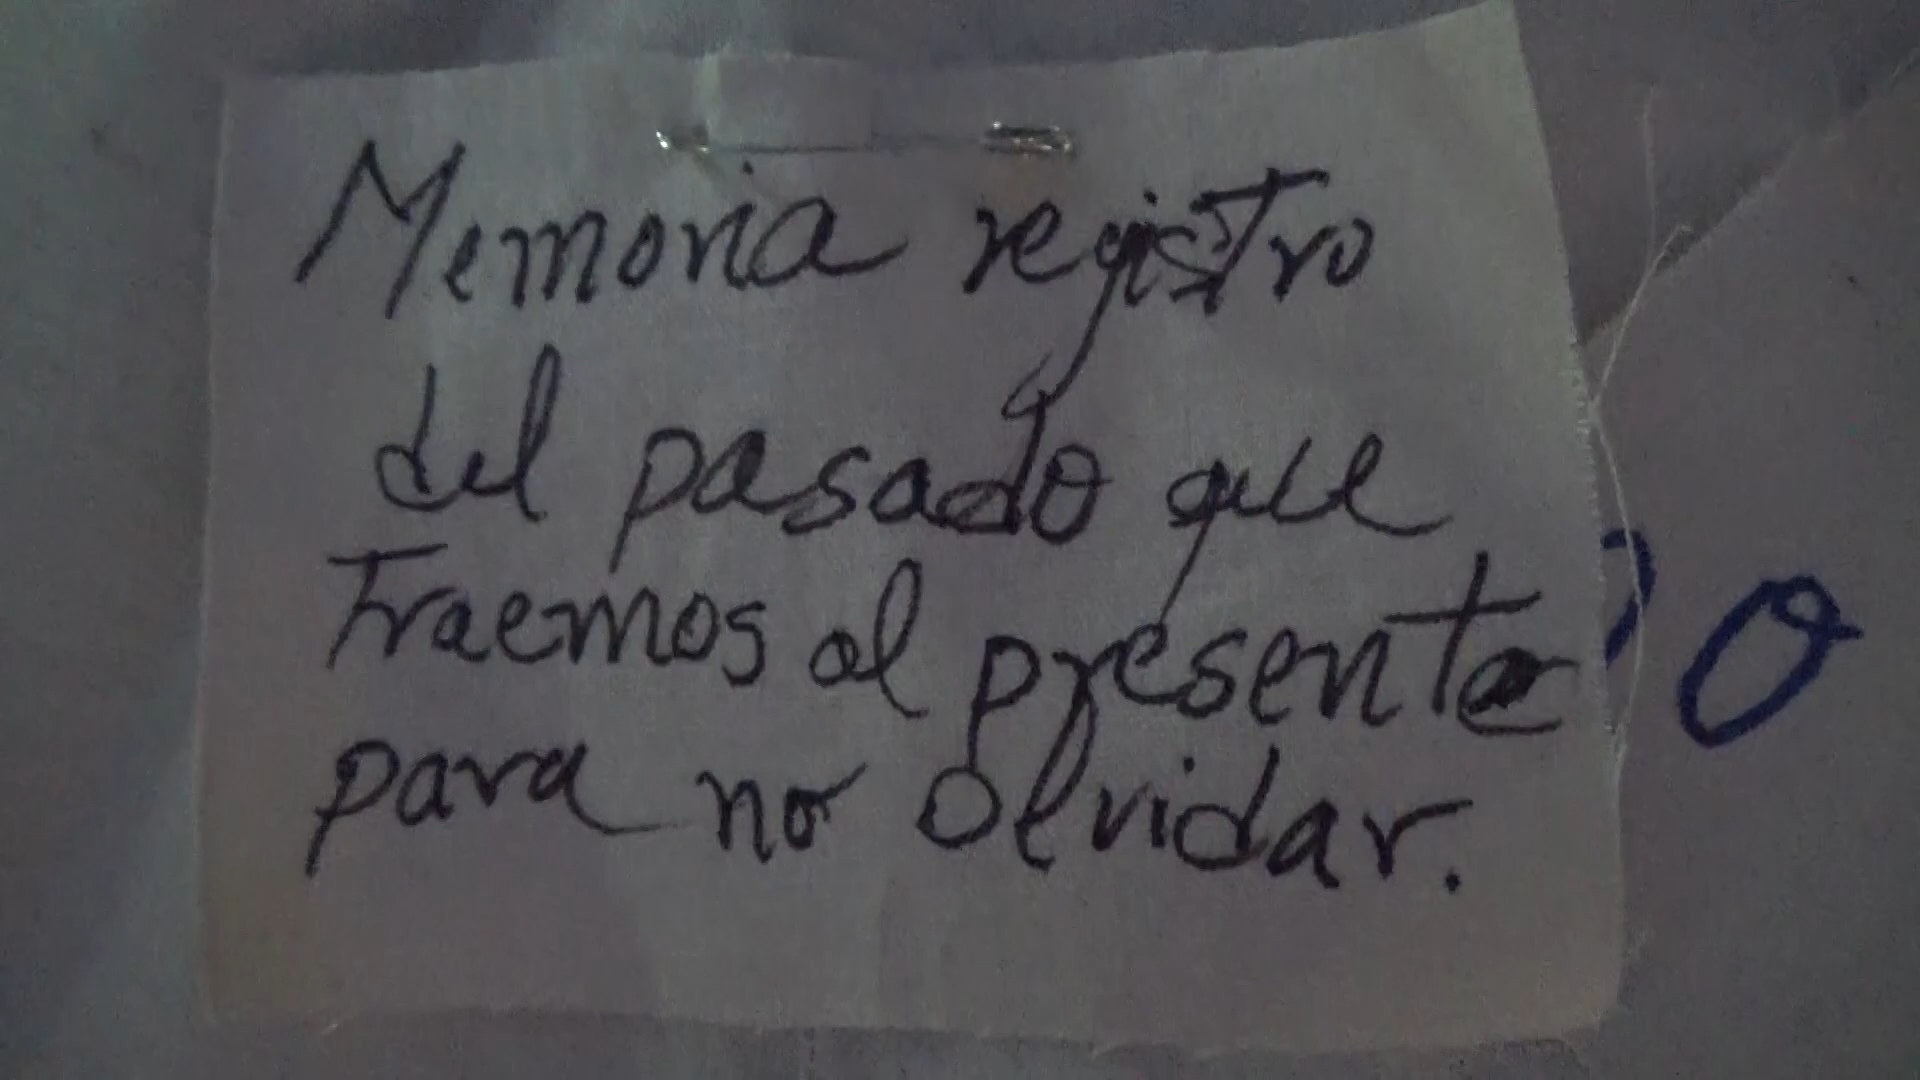 Memoria registro
del pasado que
traemos al presente
para no olvidar.